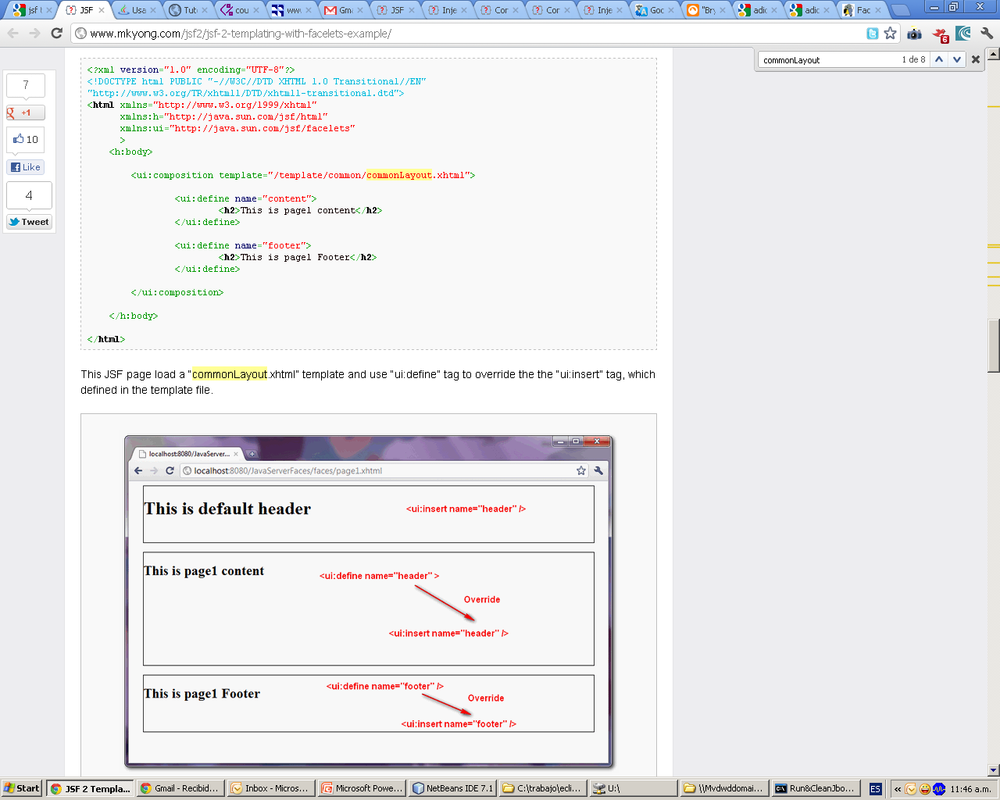 jsf t
JSF
Usa
Tut
cou
www
Gma
JSF
Inje
Cor
Cor
Inje
Goc
"Bry
adic
adic
Fac
www.mkyong.com/jsf2/jsf-2-templating-with-facelets-example/
6
commonLayout
1 de 8
7
+1
10
Like
4
Tweet
<?xml version="1.0" encoding="UTF-8"?>
<!DOCTYPE html PUBLIC "-//W3C//DTD XHTML 1.0 Transitional//EN"
"http://www.w3.org/TR/xhtml1/DTD/xhtml1-transitional.dtd">
<html xmlns="http://www.w3.org/1999/xhtml"
xmlns:h="http://java.sun.com/jsf/html"
xmlns:ui="http://java.sun.com/jsf/facelets"
>
<h:body>
<ui:composition template="/template/common/commonLayout.xhtml">
<ui:define name="content">
<h2>This is page1 content</h2>
</ui:define>
<ui:define name="footer">
<h2>This is page1 Footer</h2>
</ui:define>
</ui:composition>
</h:body>
</html>
This JSF page load a "commonLayout.xhtml" template and use "ui:define" tag to override the the "ui:insert" tag, which
defined in the template file.
localhost:8080/JavaServer...
localhost:8080/JavaServerFaces/faces/page1.xhtml
This is default header
<ui:insert name="header" />
This is page1 content
<ui:define name="header" >
Override
<ui:insert name="header" />
This is page1 Footer
<ui:define name="footer" />
Override
<ui:insert name="footer" />
Start
JSF 2 Templa...
Gmail - Recibid...
Inbox - Micros...
Microsoft Powe...
NetBeans IDE 7.1
C:\trabajo\ecli...
U:\
\\Mvdwddomai...
Run&CleanJbo...
ES
«
11:46 a.m.